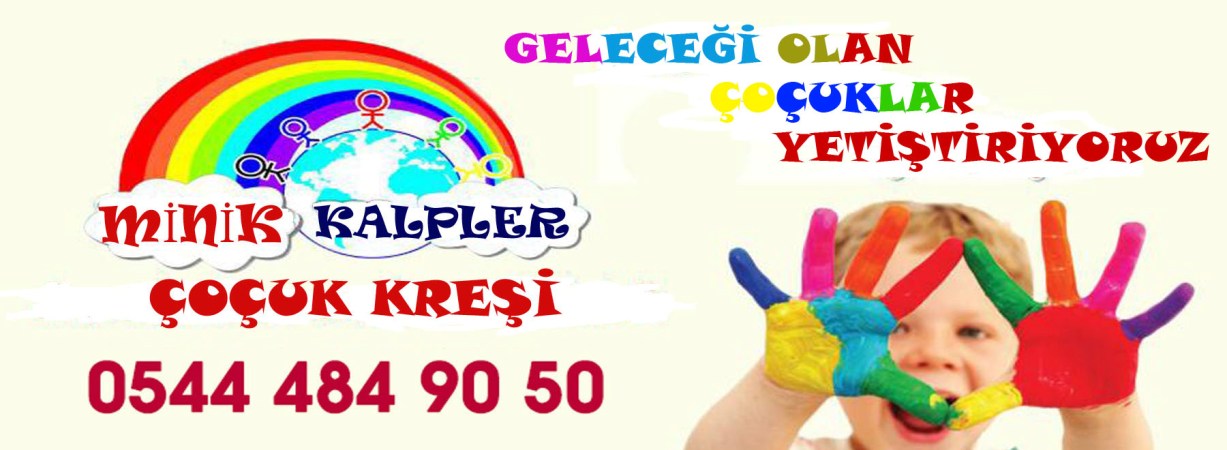 GELECEĞİ OLAN
ÇOÇUKLAR
YETİŞTİRİYORUZ
MİNİK KALPLER
ÇOÇUK KREŞİ
0544 484 90 50